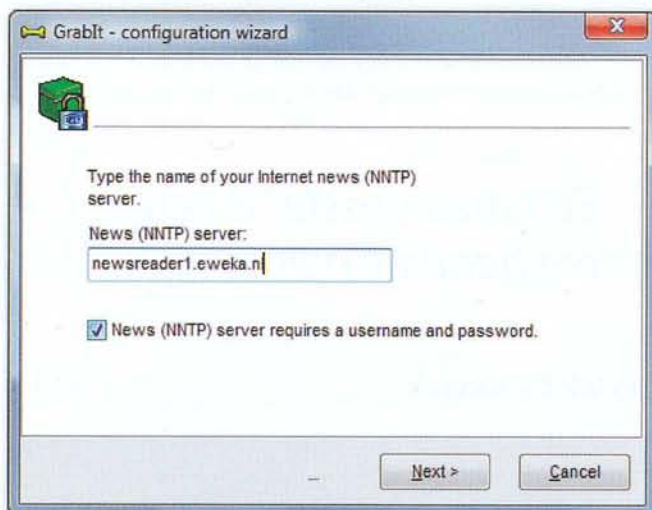 GrabIt - configuration wizard
Type the name of your Internet news (NNTP)
server.
News (NNTP) server:
newsreader1.eweka.nl
News (NNTP) server requires a username and password.
Next >
Cancel